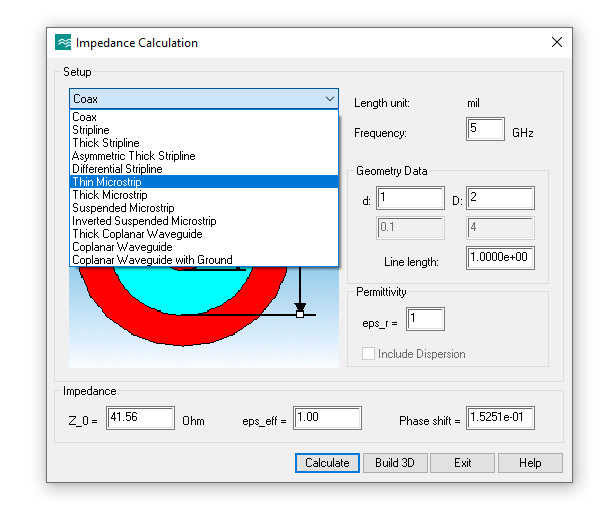 Impedance Calculation
Setup
Coax
Length unit: mil
Coax
Stripline
Frequency: 5 GHz
Thick Stripline
Asymmetric Thick Stripline
Differential Stripline
Thin Microstrip
Thick Microstrip
Suspended Microstrip
Inverted Suspended Microstrip
Thick Coplanar Waveguide
Coplanar Waveguide
Coplanar Waveguide with Ground
Geometry Data
d: 1 D: 2
0.1 4
Line length: 1.0000e+00
Permittivity
eps_r = 1
Include Dispersion
Impedance
Z_0 = 41.56 Ohm eps_eff = 1.00 Phase shift = 1.5251e-01
Calculate Build 3D Exit Help